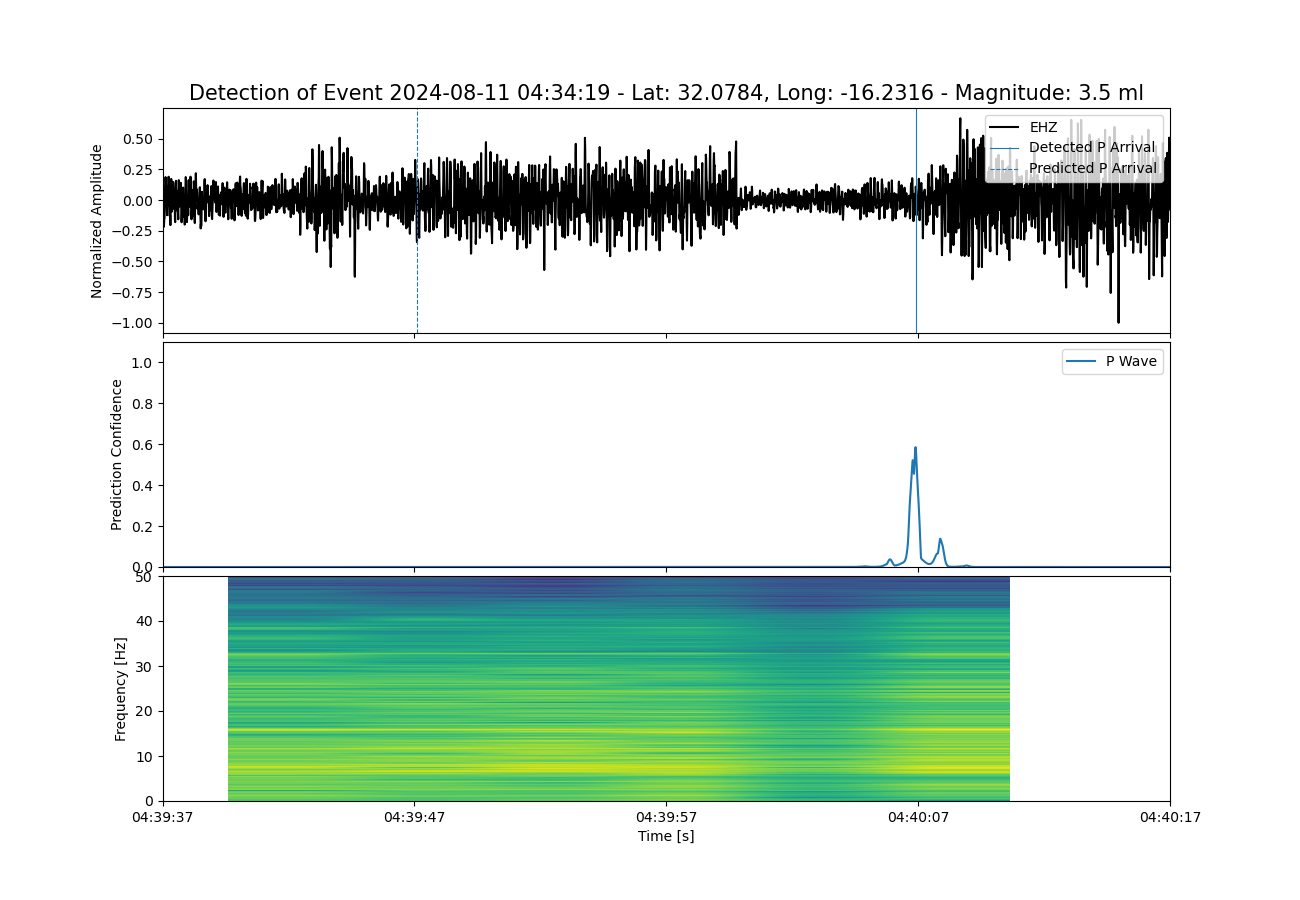 Detection of Event 2024-08-11 04:34:19 - Lat: 32.0784, Long: -16.2316 - Magnitude: 3.5 ml
Normalized Amplitude
0.50
0.25
0.00
−0.25
−0.50
−0.75
−1.00
EHZ
Detected P Arrival
Predicted P Arrival
Prediction Confidence
1.0
0.8
0.6
0.4
0.2
0.0
P Wave
Frequency [Hz]
50
40
30
20
10
0
04:39:37 04:39:47 04:39:57 04:40:07 04:40:17
Time [s]